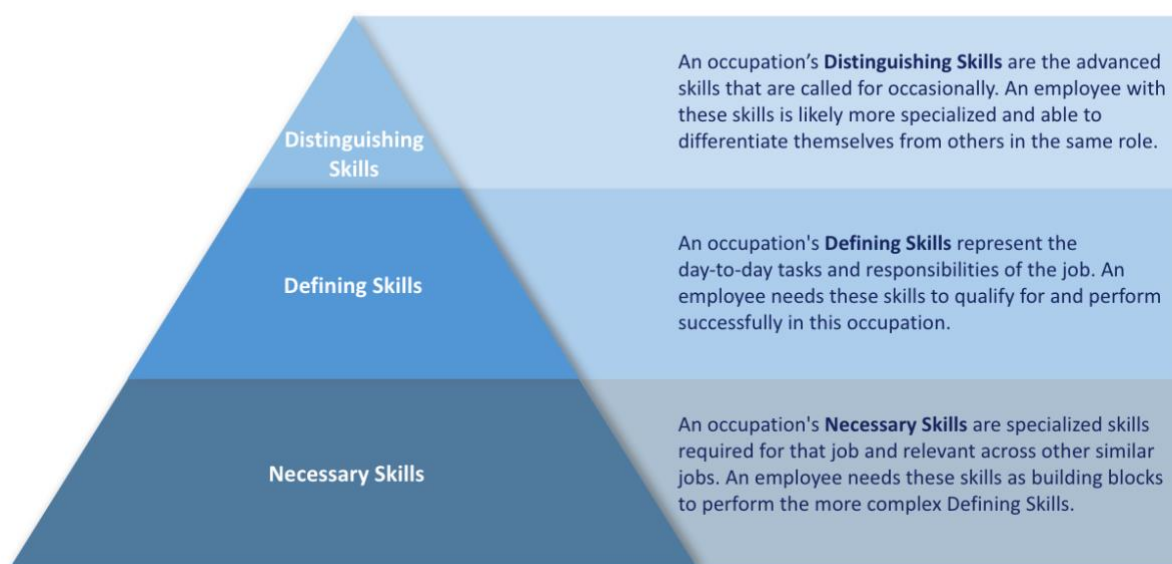 Distinguishing
Skills
An occupation’s Distinguishing Skills are the advanced
skills that are called for occasionally. An employee with
these skills is likely more specialized and able to
differentiate themselves from others in the same role.
Defining Skills
An occupation's Defining Skills represent the
day-to-day tasks and responsibilities of the job. An
employee needs these skills to qualify for and perform
successfully in this occupation.
Necessary Skills
An occupation's Necessary Skills are specialized skills
required for that job and relevant across other similar
jobs. An employee needs these skills as building blocks
to perform the more complex Defining Skills.